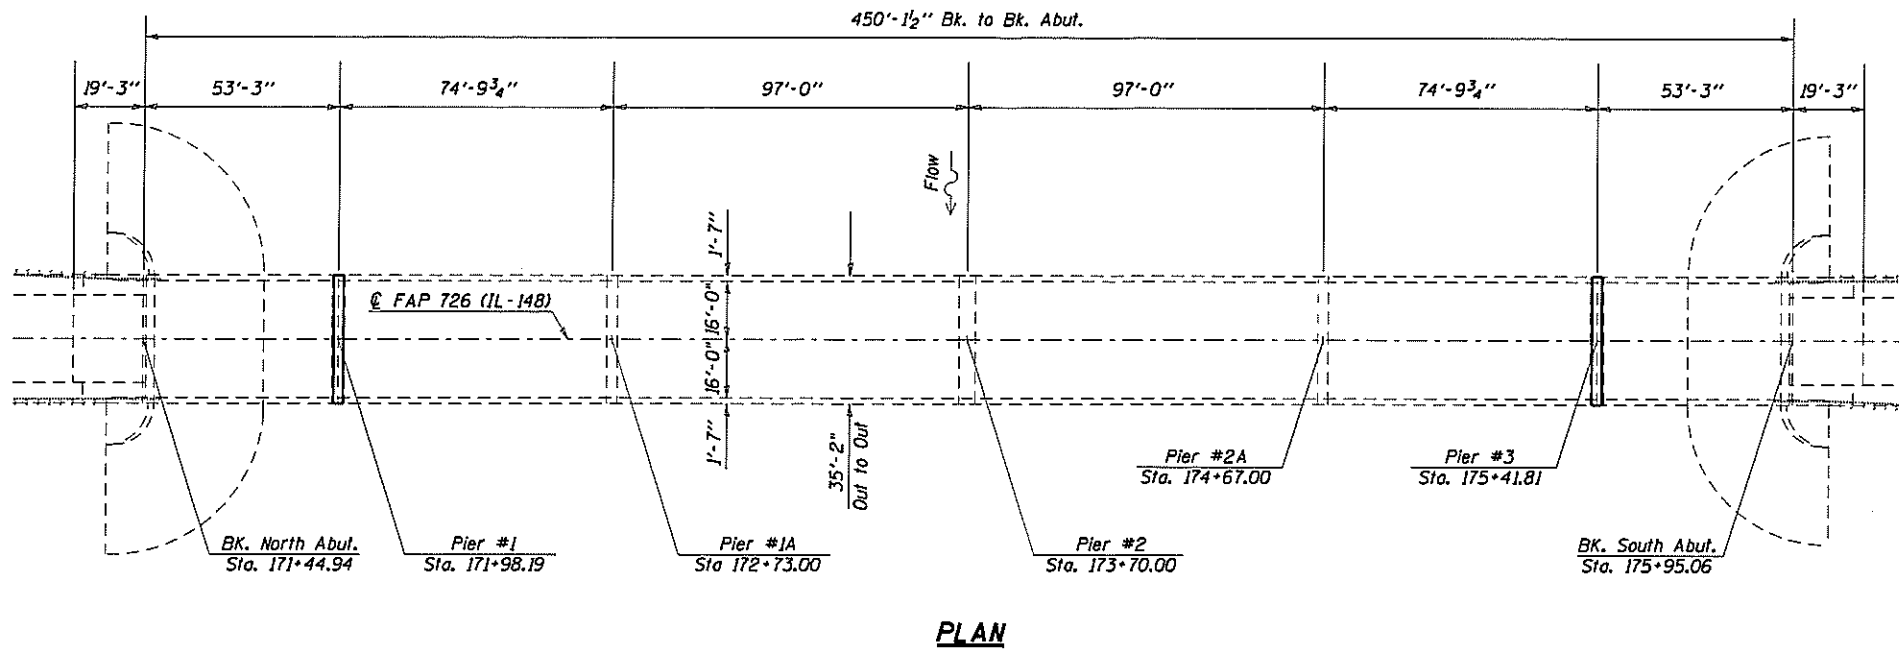 450'-1½" Bk. to Bk. Abut.
19'-3"
53'-3"
74'-9¾"
97'-0"
97'-0"
74'-9¾"
53'-3"
19'-3"
Flow
1'-7"
16'-0"
16'-0"
1'-7"
35'-2"
Out to Out
℄ FAP 726 (IL-148)
Pier #2A
Sta. 174+67.00
Pier #3
Sta. 175+41.81
BK. North Abut.
Sta. 171+44.94
Pier #1
Sta. 171+98.19
Pier #1A
Sta 172+73.00
Pier #2
Sta. 173+70.00
BK. South Abut.
Sta. 175+95.06
PLAN